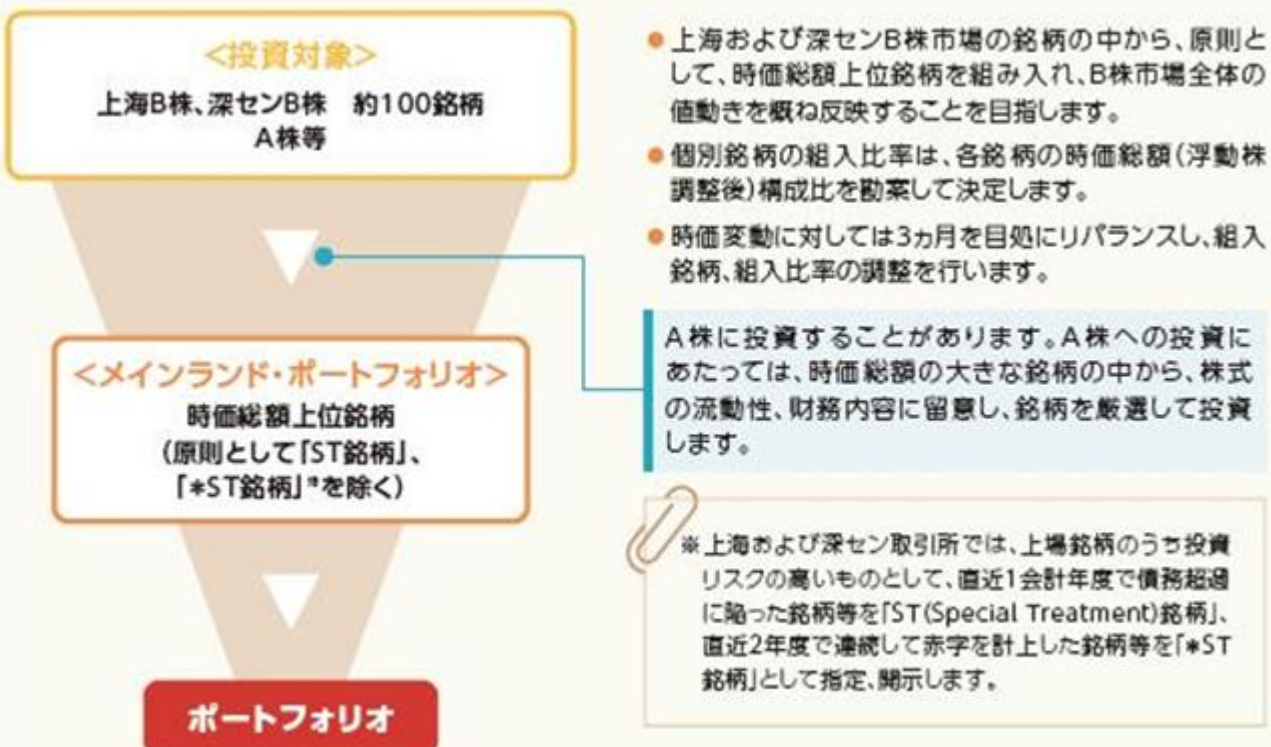 <投資対象>
上海B株、深センB株 約100銘柄
A株等
<メインランド・ポートフォリオ>
時価総額上位銘柄
(原則として「ST銘柄」、
「*ST銘柄」※を除く)
ポートフォリオ
● 上海および深センB株市場の銘柄の中から、原則と
して、時価総額上位銘柄を組み入れ、B株市場全体の
値動きを概ね反映することを目指します。
● 個別銘柄の組入比率は、各銘柄の時価総額(浮動株
調整後)構成比を勘案して決定します。
● 時価変動に対しては3ヵ月を目処にリバランスし、組入
銘柄、組入比率の調整を行います。
A株に投資することがあります。A株への投資に
あたっては、時価総額の大きな銘柄の中から、株式
の流動性、財務内容に留意し、銘柄を厳選して投資
します。
※上海および深セン取引所では、上場銘柄のうち投資
リスクの高いものとして、直近1会計年度で債務超過
に陥った銘柄等を「ST(Special Treatment)銘柄」、
直近2年度で連続して赤字を計上した銘柄等を「*ST
銘柄」として指定、開示します。